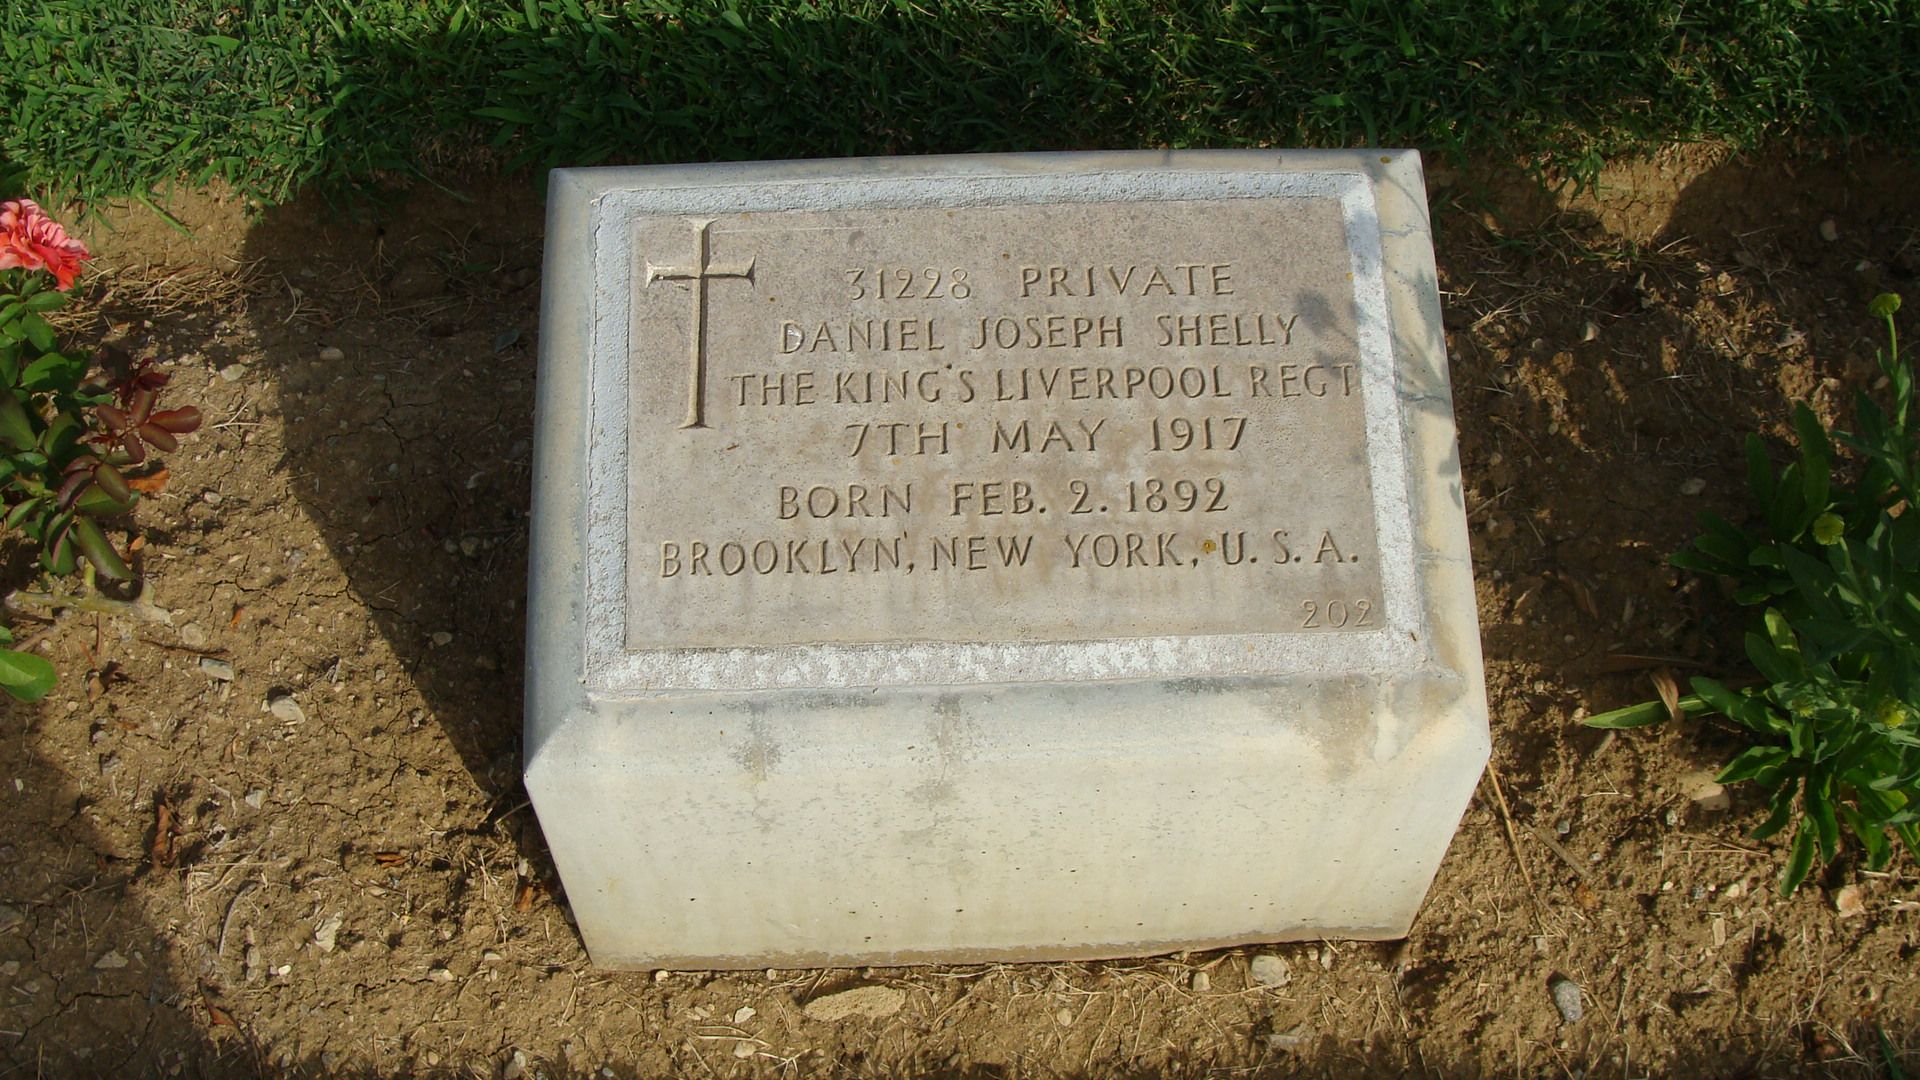 31228 PRIVATE
DANIEL JOSEPH SHELLY
THE KING'S LIVERPOOL REGT
7TH MAY 1917
BORN FEB. 2. 1892
BROOKLYN, NEW YORK, U. S. A.
202